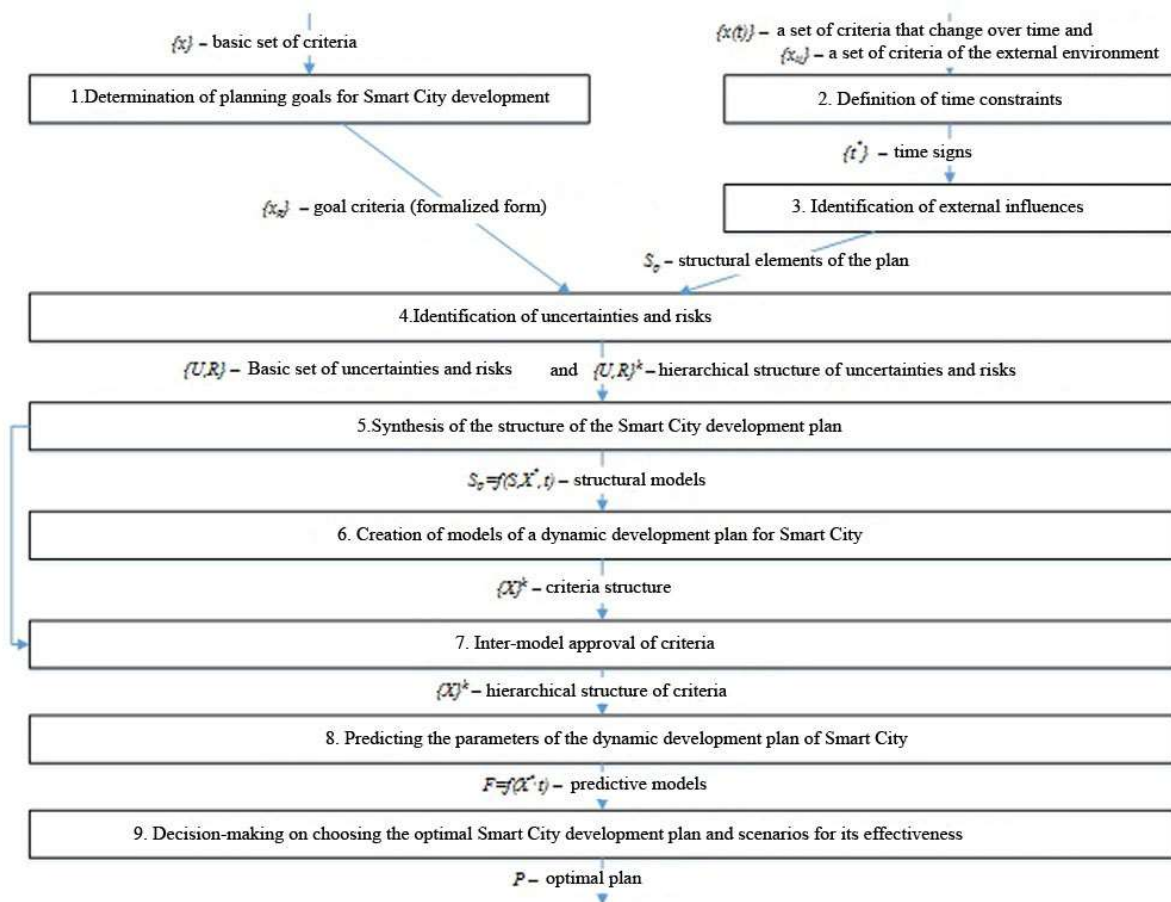 {x} – basic set of criteria
{x(t)} – a set of criteria that change over time and
– a set of criteria of the external environment
1.Determination of planning goals for Smart City development
2. Definition of time constraints
{t*} – time signs
– goal criteria (formalized form)
3. Identification of external influences
– structural elements of the plan
4.Identification of uncertainties and risks
{U,R} – Basic set of uncertainties and risks and {U,R}ᵏ – hierarchical structure of uncertainties and risks
5.Synthesis of the structure of the Smart City development plan
=f(S,X*,t) – structural models
6. Creation of models of a dynamic development plan for Smart City
{X}ᵏ – criteria structure
7. Inter-model approval of criteria
{X}ᵏ – hierarchical structure of criteria
8. Predicting the parameters of the dynamic development plan of Smart City
– predictive models
9. Decision-making on choosing the optimal Smart City development plan and scenarios for its effectiveness
P – optimal plan